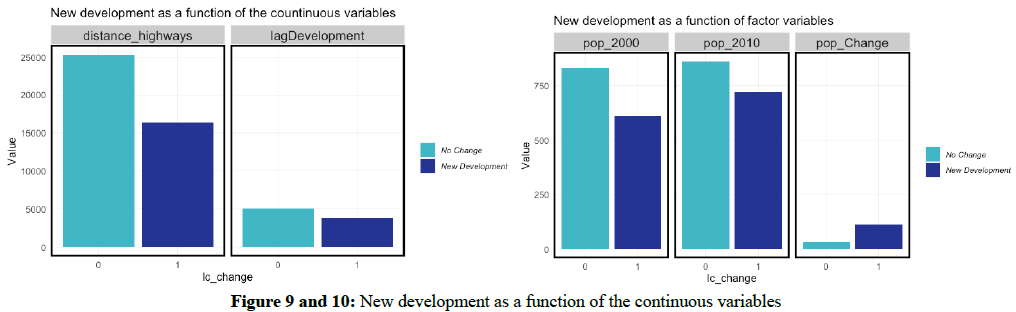 New development as a function of the countinuous variables
distance_highways lagDevelopment
Value
25000
20000
15000
10000
5000
0
0 1 0 1
lc_change
No Change
New Development
New development as a function of factor variables
pop_2000 pop_2010 pop_Change
Value
750
500
250
0
0 1 0 1 0 1
lc_change
No Change
New Development
Figure 9 and 10: New development as a function of the continuous variables